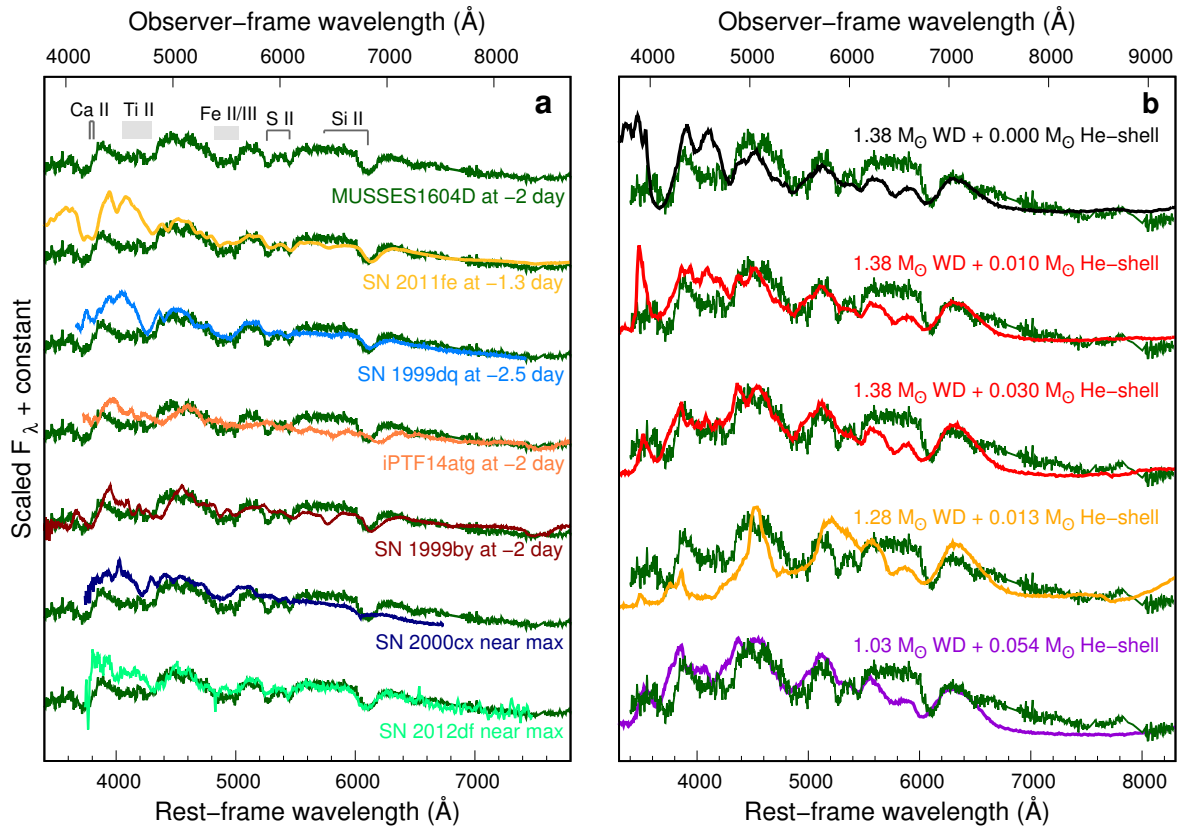 Observer−frame wavelength (Å)
4000 5000 6000 7000 8000
a
Ca II Ti II Fe II/III S II Si II
MUSSES1604D at −2 day
SN 2011fe at −1.3 day
SN 1999dq at −2.5 day
iPTF14atg at −2 day
SN 1999by at −2 day
SN 2000cx near max
SN 2012df near max
4000 5000 6000 7000
Rest−frame wavelength (Å)
Scaled F λ + constant
Observer−frame wavelength (Å)
4000 5000 6000 7000 8000 9000
b
1.38 M⊙ WD + 0.000 M⊙ He−shell
1.38 M⊙ WD + 0.010 M⊙ He−shell
1.38 M⊙ WD + 0.030 M⊙ He−shell
1.28 M⊙ WD + 0.013 M⊙ He−shell
1.03 M⊙ WD + 0.054 M⊙ He−shell
4000 5000 6000 7000 8000
Rest−frame wavelength (Å)